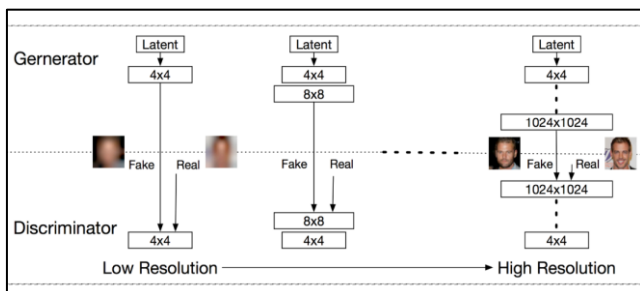 Latent
Latent
Latent
Gernerator
4x4
4x4
4x4
8x8
1024x1024
Fake
Real
Fake
Real
Fake
Real
1024x1024
8x8
Discriminator
4x4
4x4
4x4
Low Resolution
High Resolution